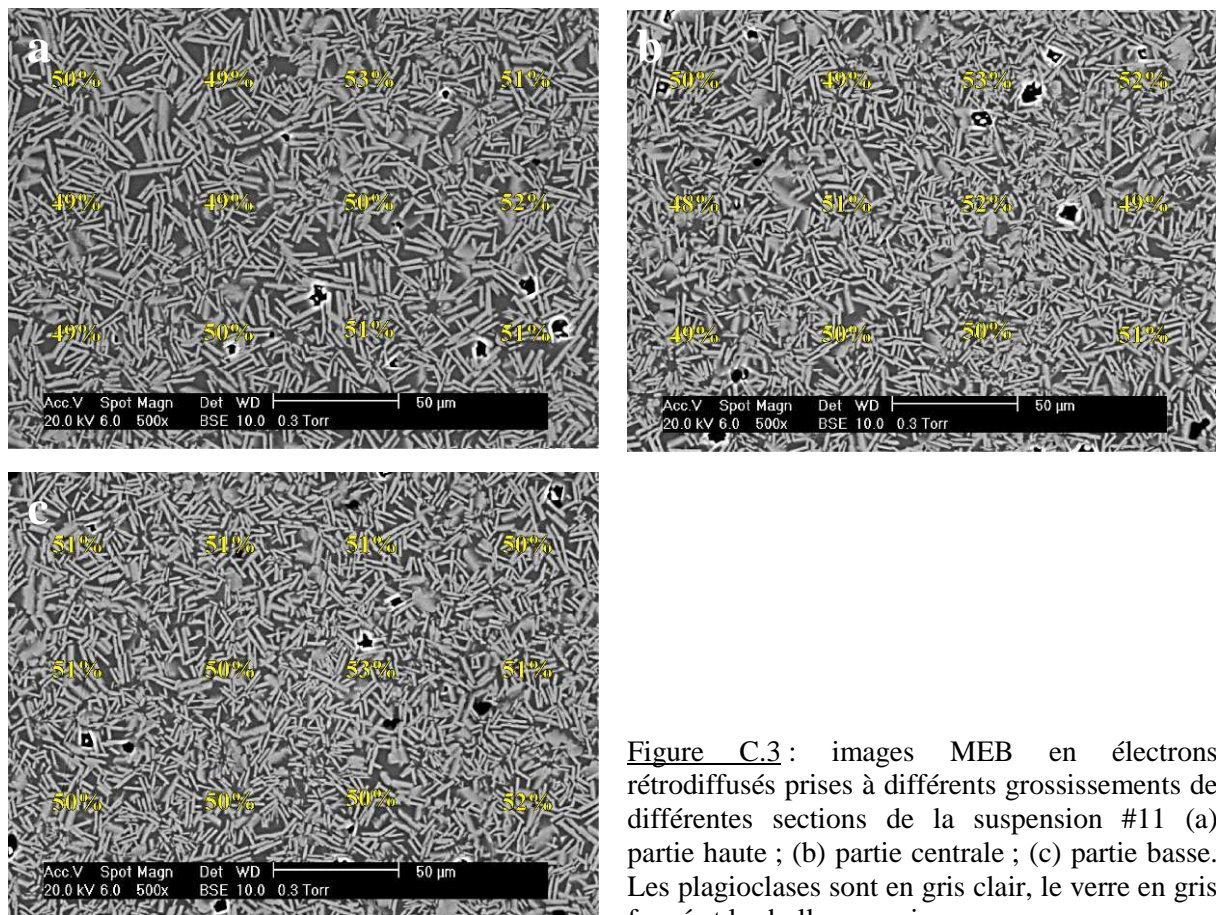 a
50% 49% 53% 51%
49% 49% 50% 52%
49% 50% 51% 51%
Acc.V Spot Magn Det WD 50 µm
20.0 kV 6.0 500x BSE 10.0 0.3 Torr
b
50% 49% 53% 52%
48% 51% 52% 49%
49% 50% 50% 51%
Acc.V Spot Magn Det WD 50 µm
20.0 kV 6.0 500x BSE 10.0 0.3 Torr
c
51% 51% 51% 50%
51% 50% 53% 51%
50% 50% 50% 52%
Acc.V Spot Magn Det WD 50 µm
20.0 kV 6.0 500x BSE 10.0 0.3 Torr
Figure C.3 : images MEB en électrons
rétrodiffusés prises à différents grossissements de
différentes sections de la suspension #11 (a)
partie haute ; (b) partie centrale ; (c) partie basse.
Les plagioclases sont en gris clair, le verre en gris